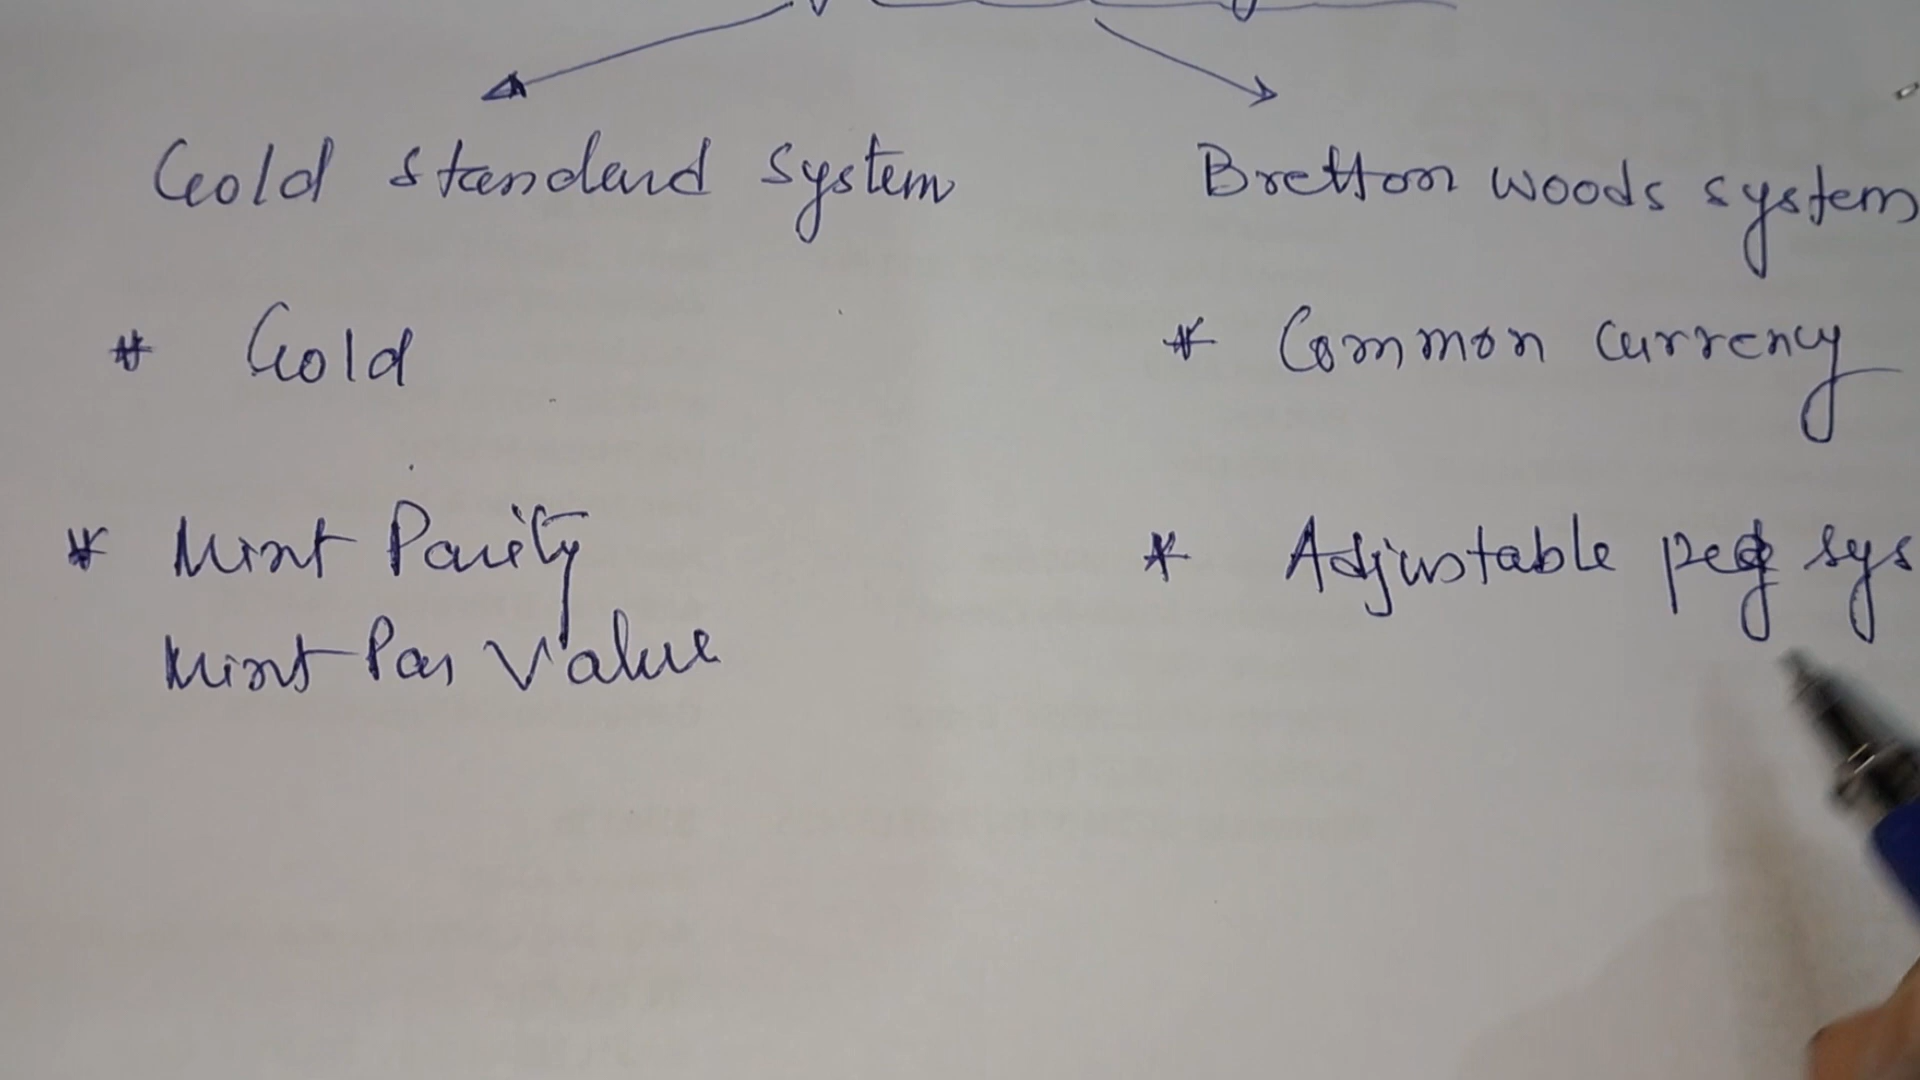 Gold standard system
Bretton woods system
* Gold
* Common currency
* Mint Parity
Mint Par Value
* Adjustable peg sys